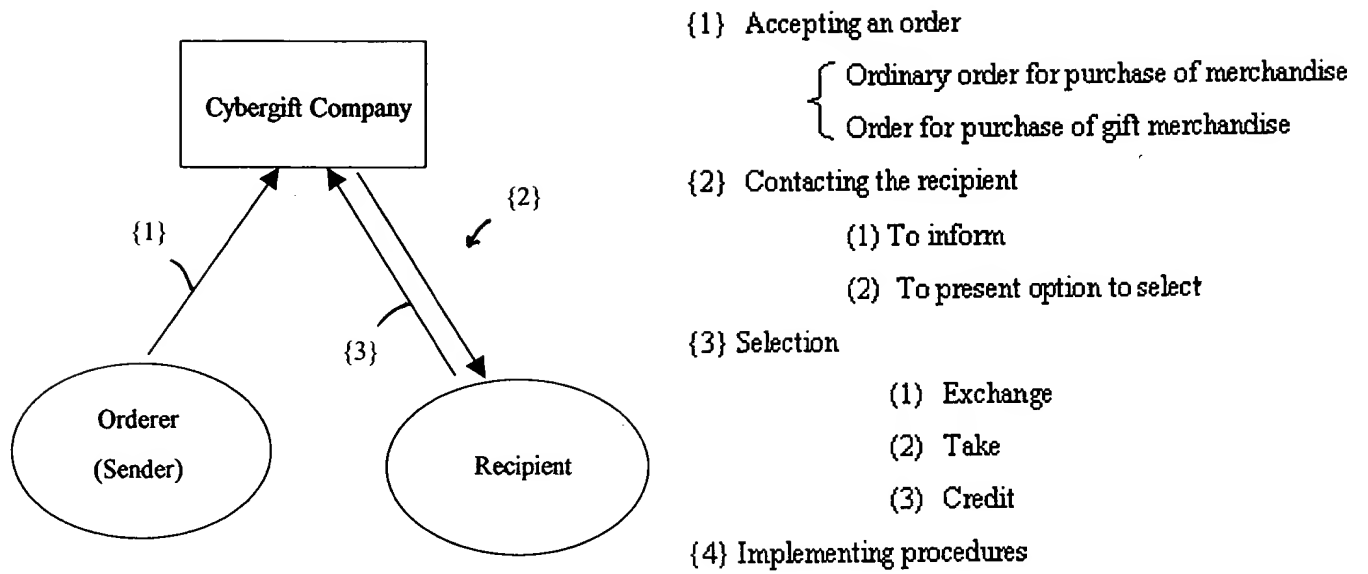 Cybergift Company
{1}
{2}
{3}
Orderer
(Sender)
Recipient
{1} Accepting an order
Ordinary order for purchase of merchandise
Order for purchase of gift merchandise
{2} Contacting the recipient
(1) To inform
(2) To present option to select
{3} Selection
(1) Exchange
(2) Take
(3) Credit
{4} Implementing procedures